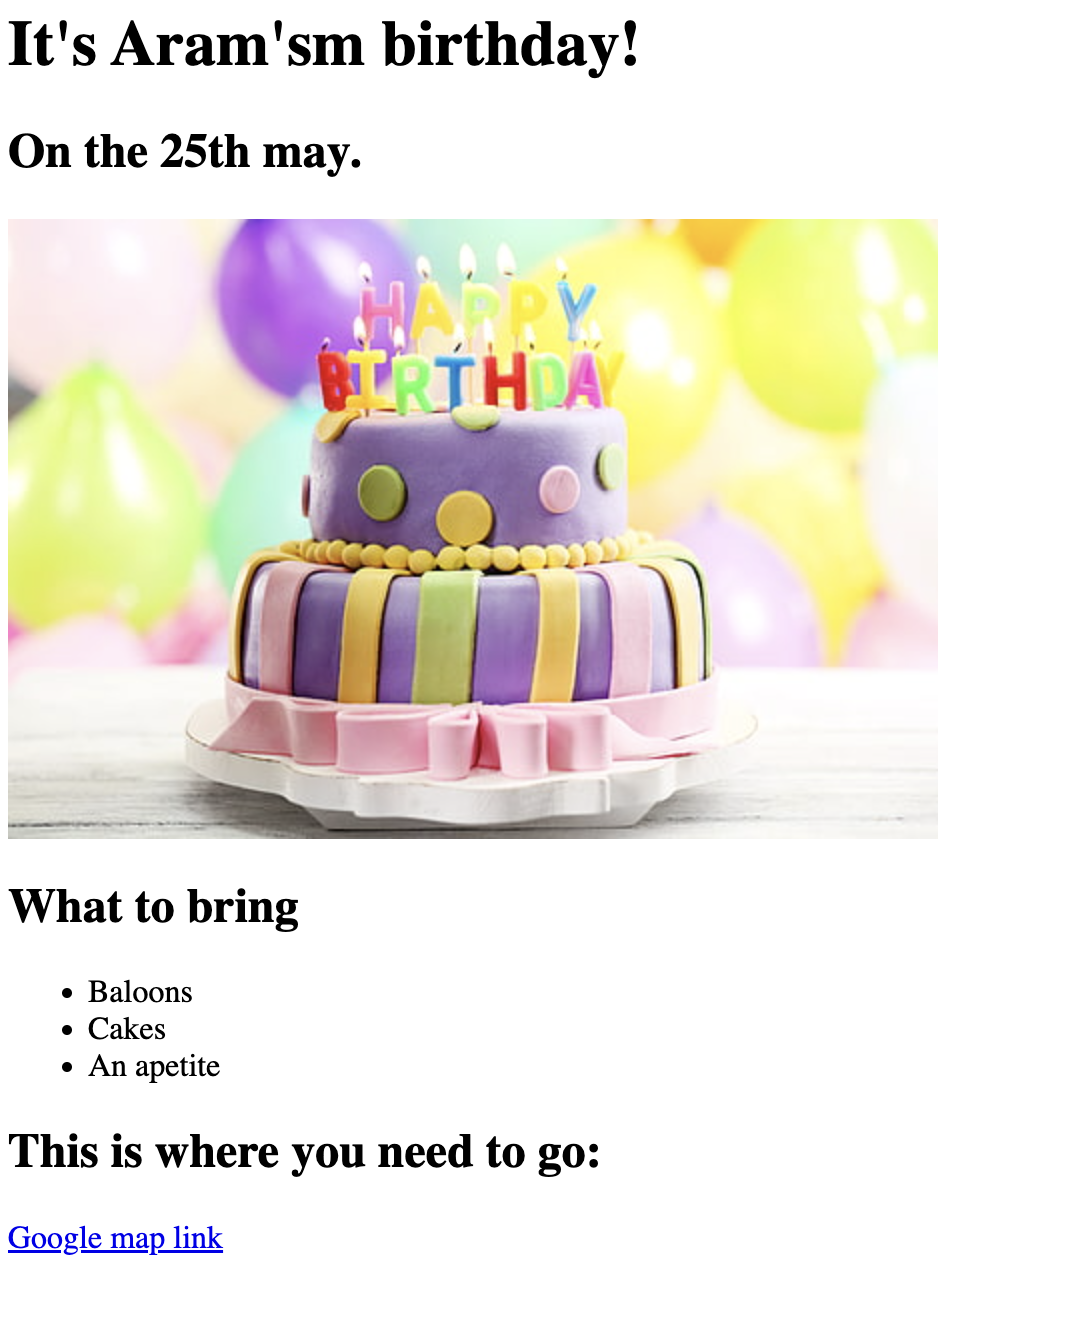 It's Aram'sm birthday!
On the 25th may.
HAPPY
BIRTHDAY
What to bring
Baloons
Cakes
An apetite
This is where you need to go:
Google map link